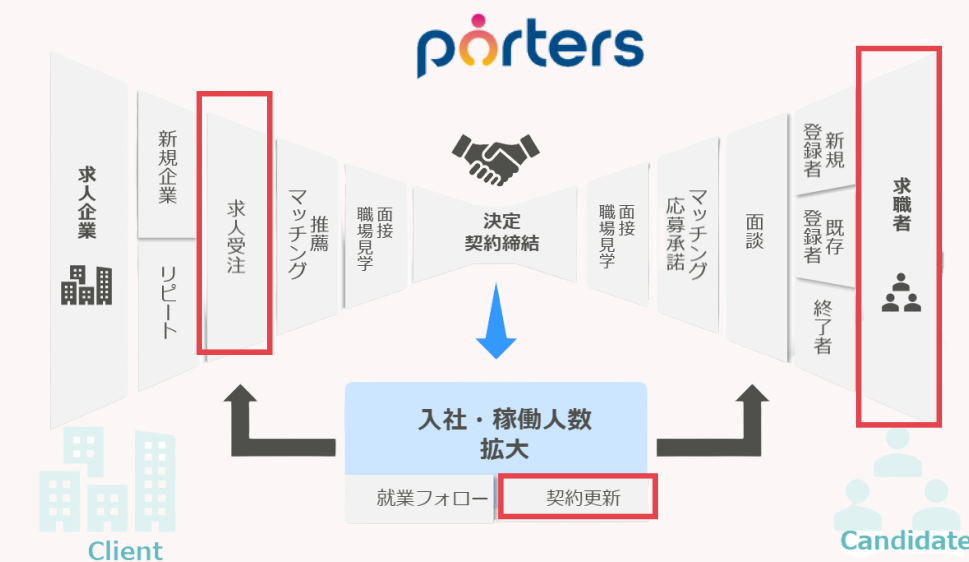 porters
求人企業
新規企業
リピート
求人受注
推薦
マッチング
面接
職場見学
決定
契約締結
面接
職場見学
マッチング
応募承諾
面談
新規
登録者
既存
登録者
終了者
求職者
入社・稼働人数
拡大
就業フォロー
契約更新
Client
Candidate